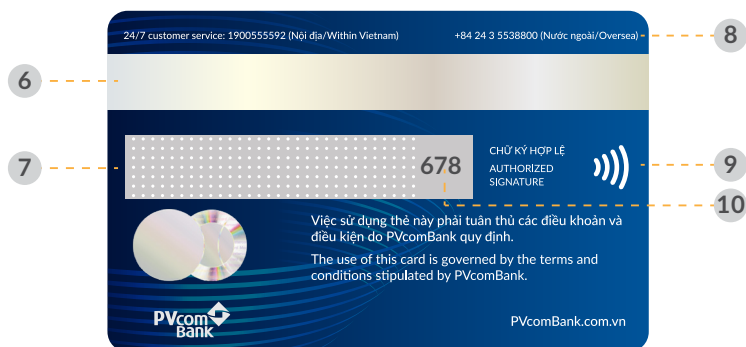 24/7 customer service: 1900555592 (Nội địa/Within Vietnam) +84 24 3 5538800 (Nước ngoài/Oversea)
8
6
7
678
CHỮ KÝ HỢP LỆ
AUTHORIZED
SIGNATURE
9
10
Việc sử dụng thẻ này phải tuân thủ các điều khoản và
điều kiện do PVcomBank quy định.
The use of this card is governed by the terms and
conditions stipulated by PVcomBank.
PVcom
Bank
PVcomBank.com.vn